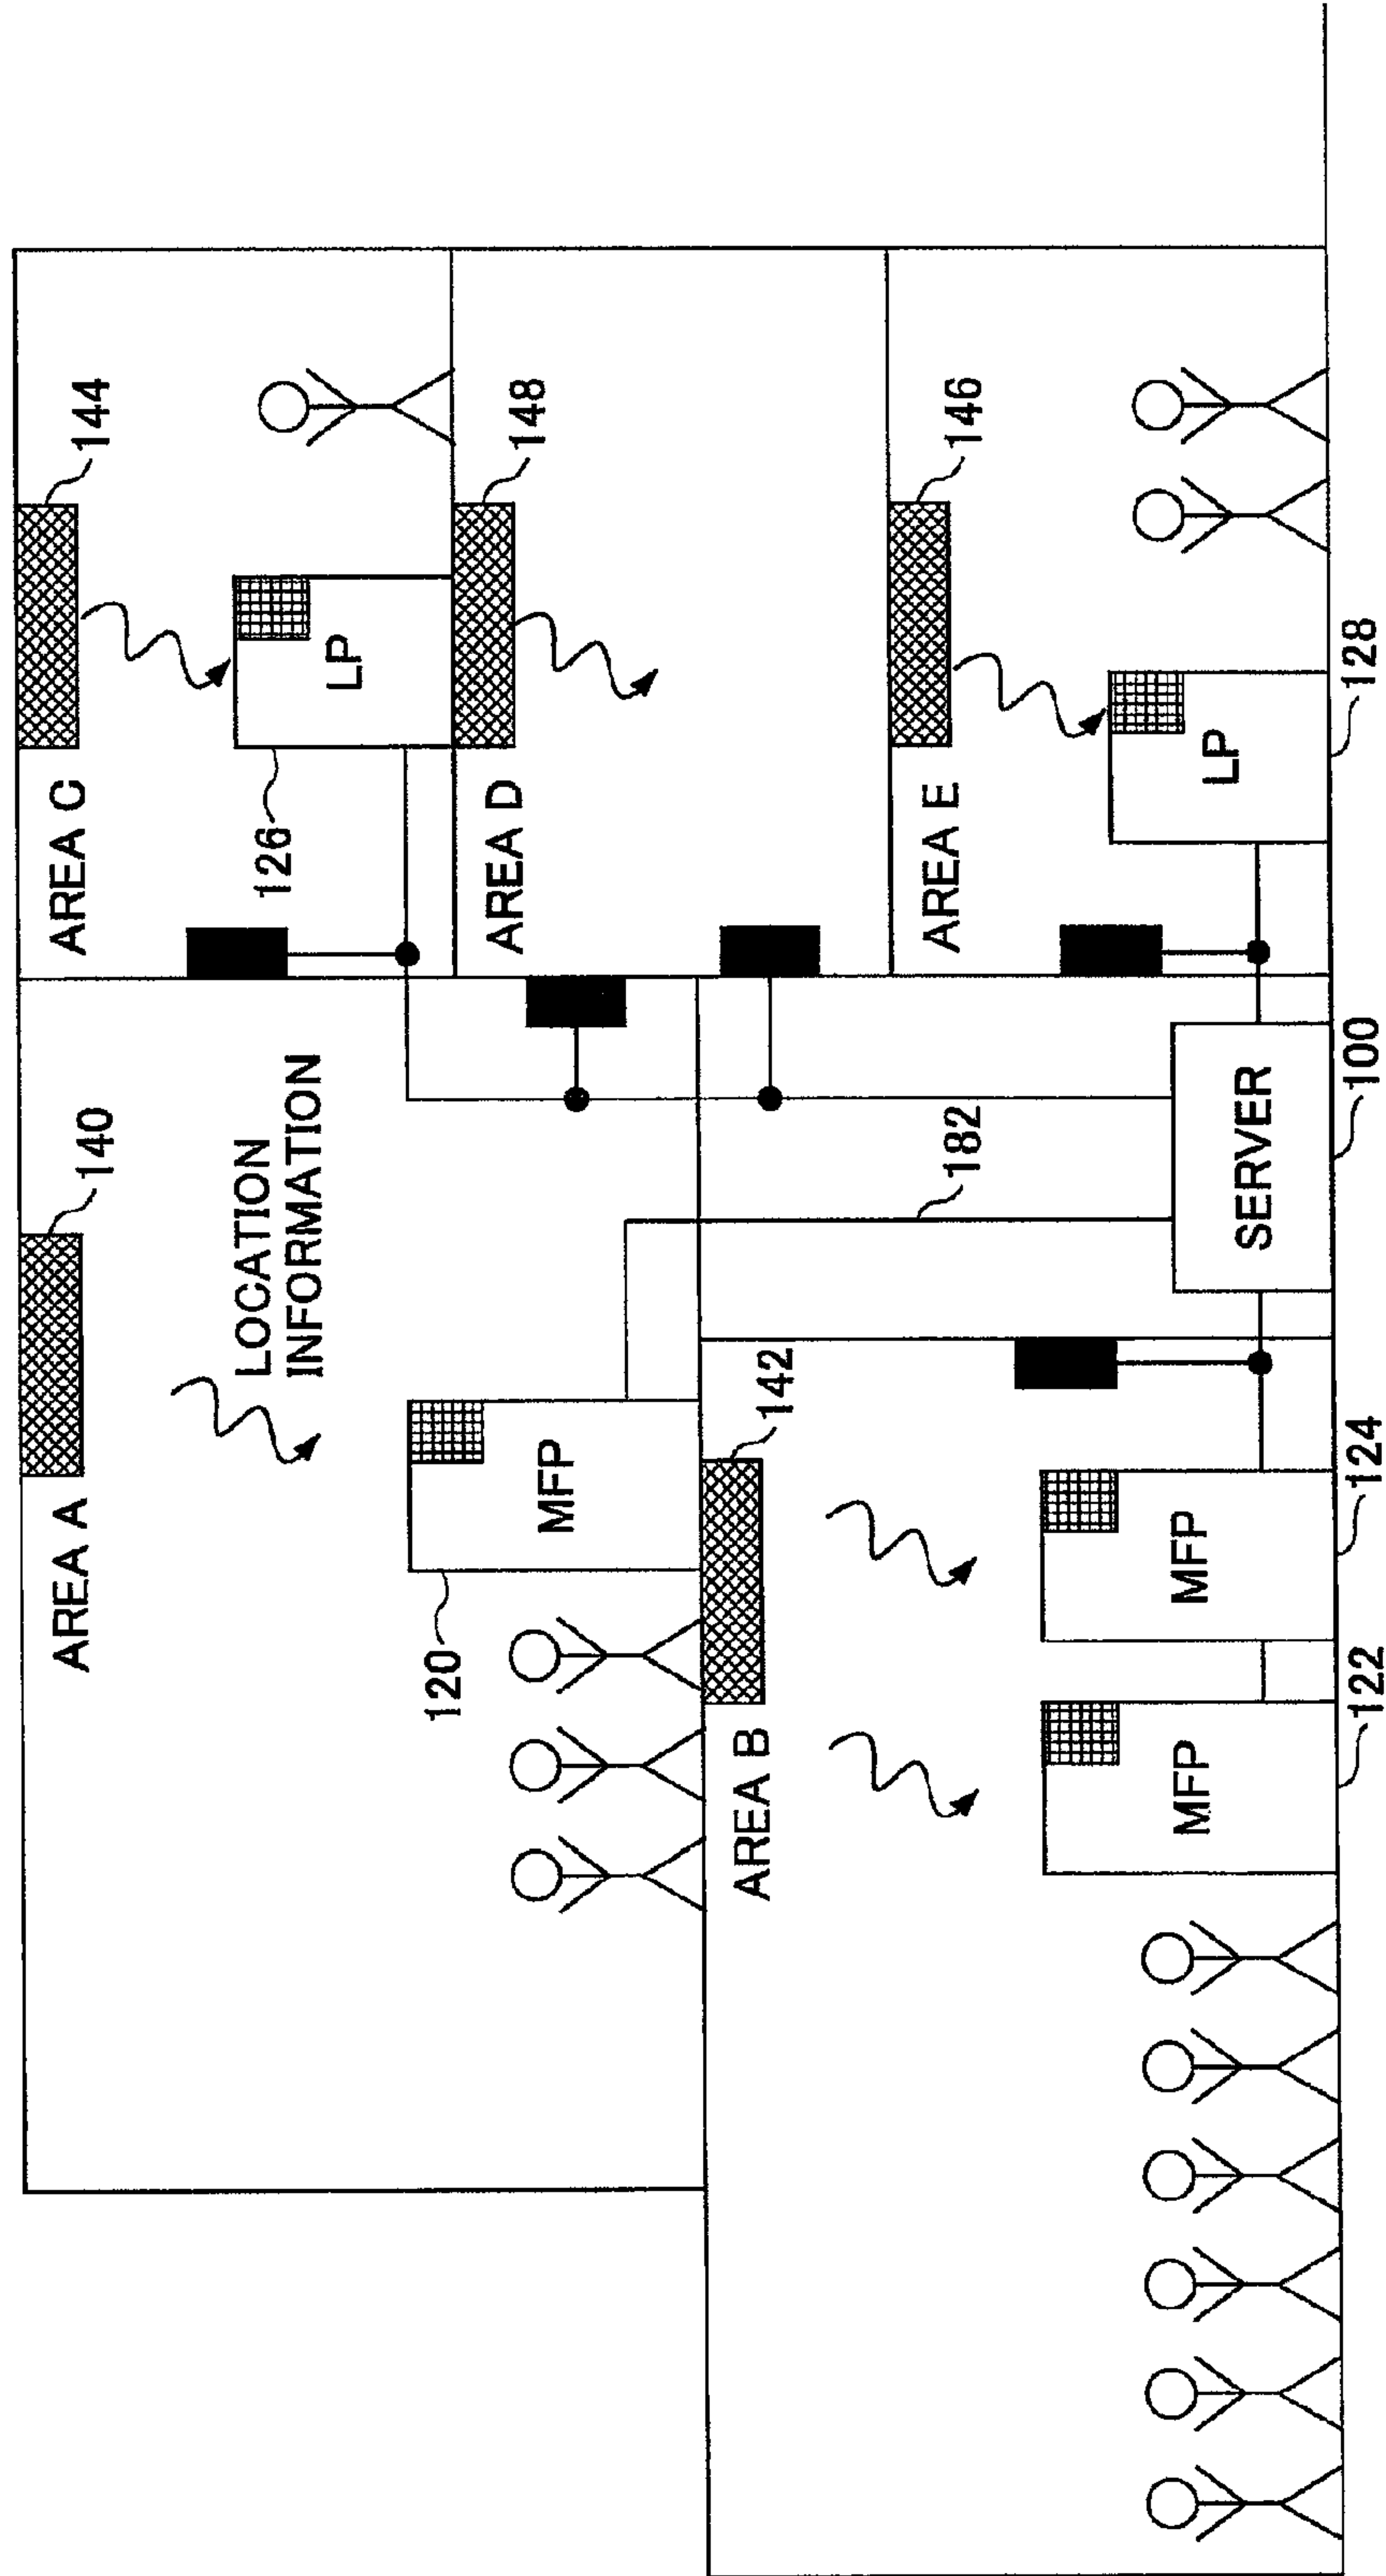 AREA A
140
LOCATION
INFORMATION
120
MFP
AREA B
142
MFP
122
MFP
124
182
SERVER
100
AREA C
144
126
LP
AREA D
148
AREA E
146
LP
128